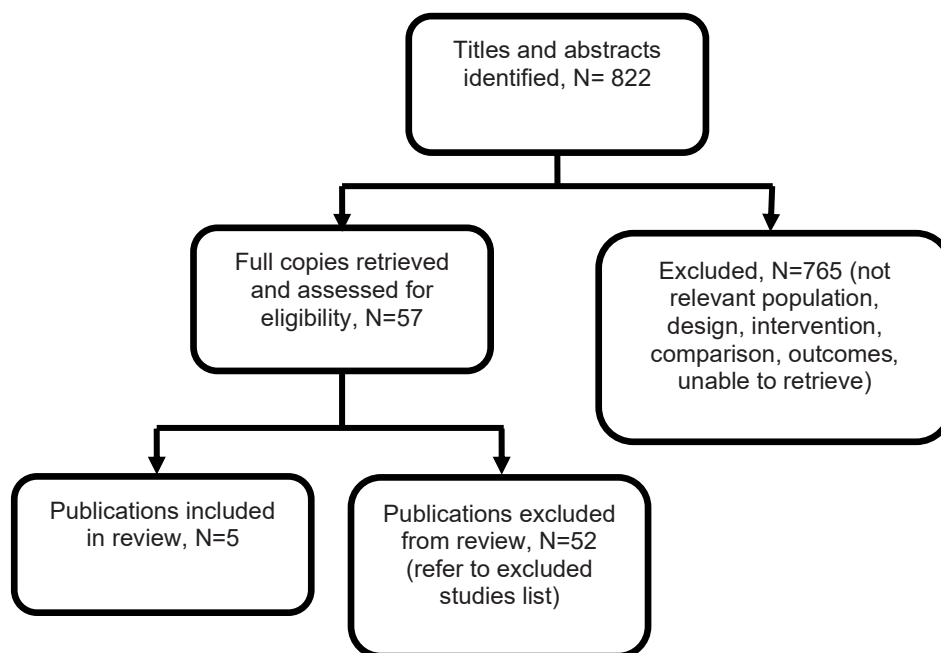 Titles and abstracts
identified, N= 822
Full copies retrieved
and assessed for
eligibility, N=57
Excluded, N=765 (not
relevant population,
design, intervention,
comparison, outcomes,
unable to retrieve)
Publications included
in review, N=5
Publications excluded
from review, N=52
(refer to excluded
studies list)